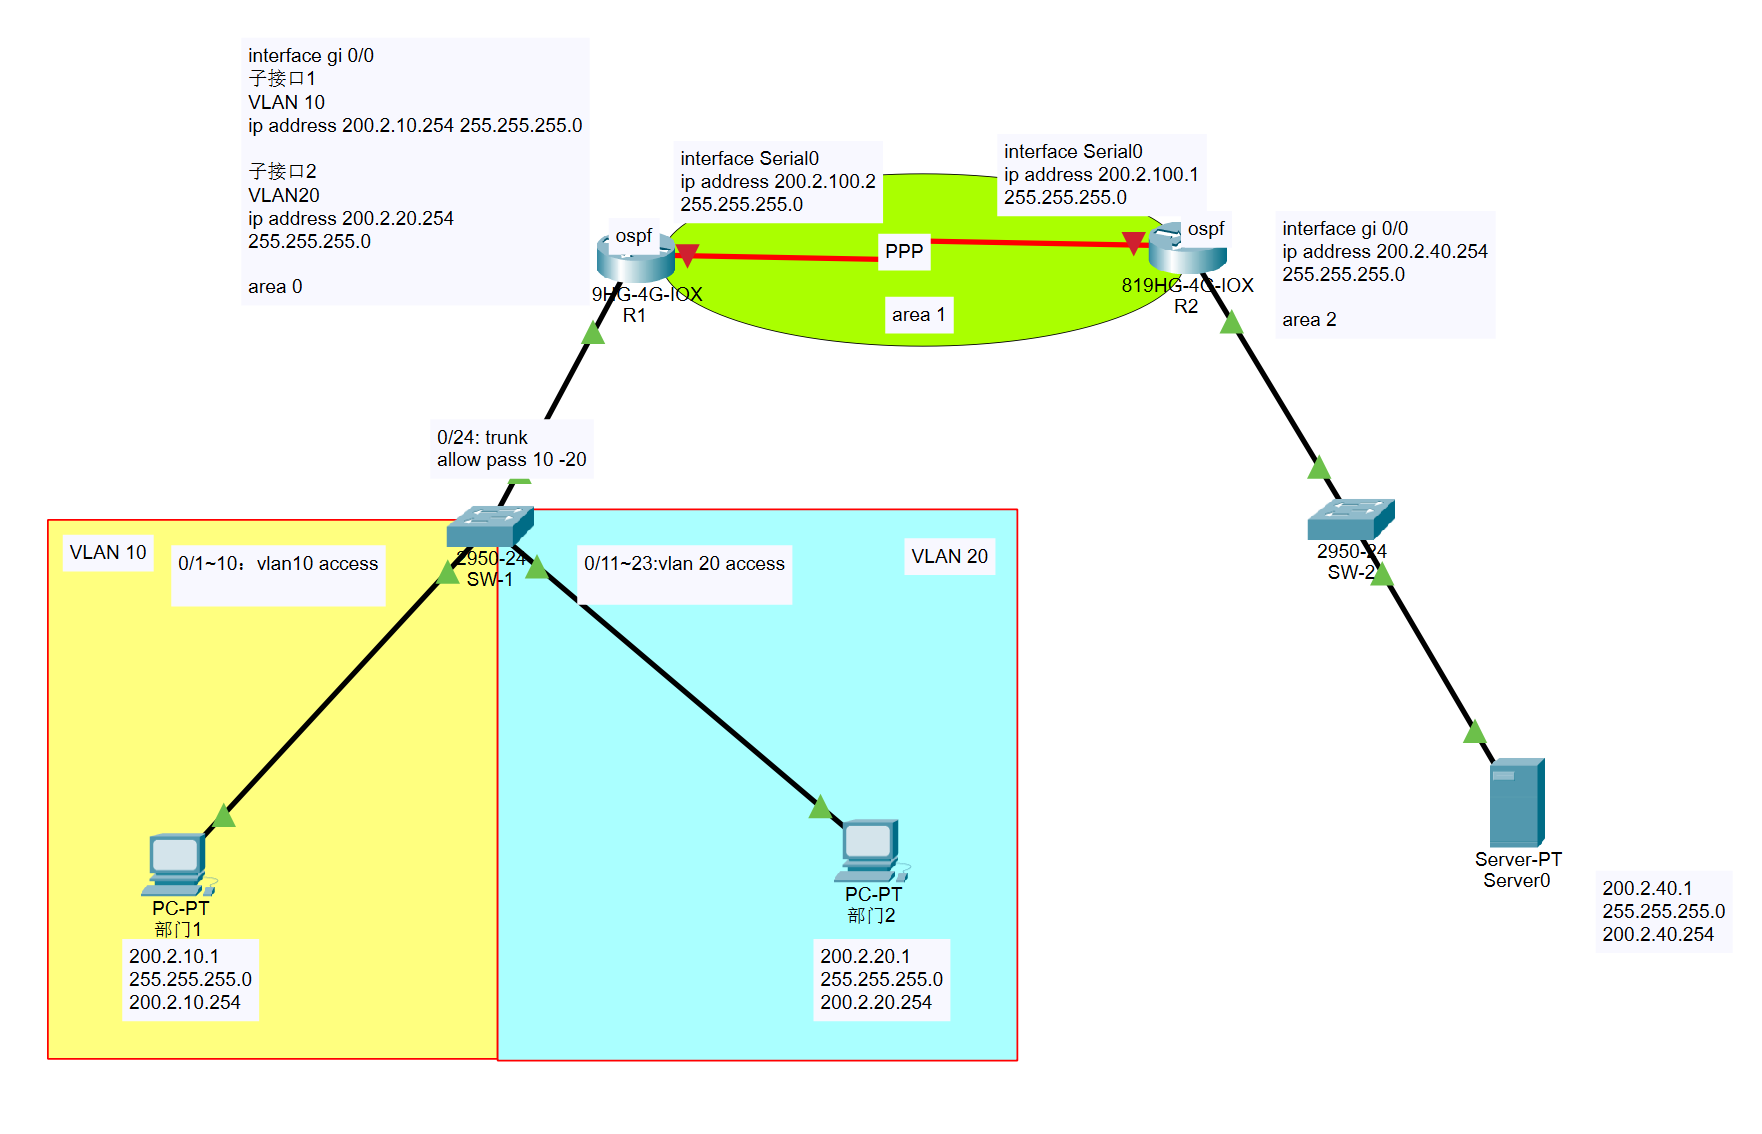 interface gi 0/0
子接口1
VLAN 10
ip address 200.2.10.254 255.255.255.0
子接口2
VLAN20
ip address 200.2.20.254
255.255.255.0
area 0
interface Serial0
ip address 200.2.100.2
255.255.255.0
interface Serial0
ip address 200.2.100.1
255.255.255.0
interface gi 0/0
ip address 200.2.40.254
255.255.255.0
area 2
ospf
PPP
ospf
9HG-4G-IOX
R1
819HG-4G-IOX
R2
area 1
0/24: trunk
allow pass 10 -20
VLAN 10
0/1~10：vlan10 access
2950-24
SW-1
0/11~23:vlan 20 access
VLAN 20
2950-24
SW-2
PC-PT
部门1
200.2.10.1
255.255.255.0
200.2.10.254
PC-PT
部门2
200.2.20.1
255.255.255.0
200.2.20.254
Server-PT
Server0
200.2.40.1
255.255.255.0
200.2.40.254